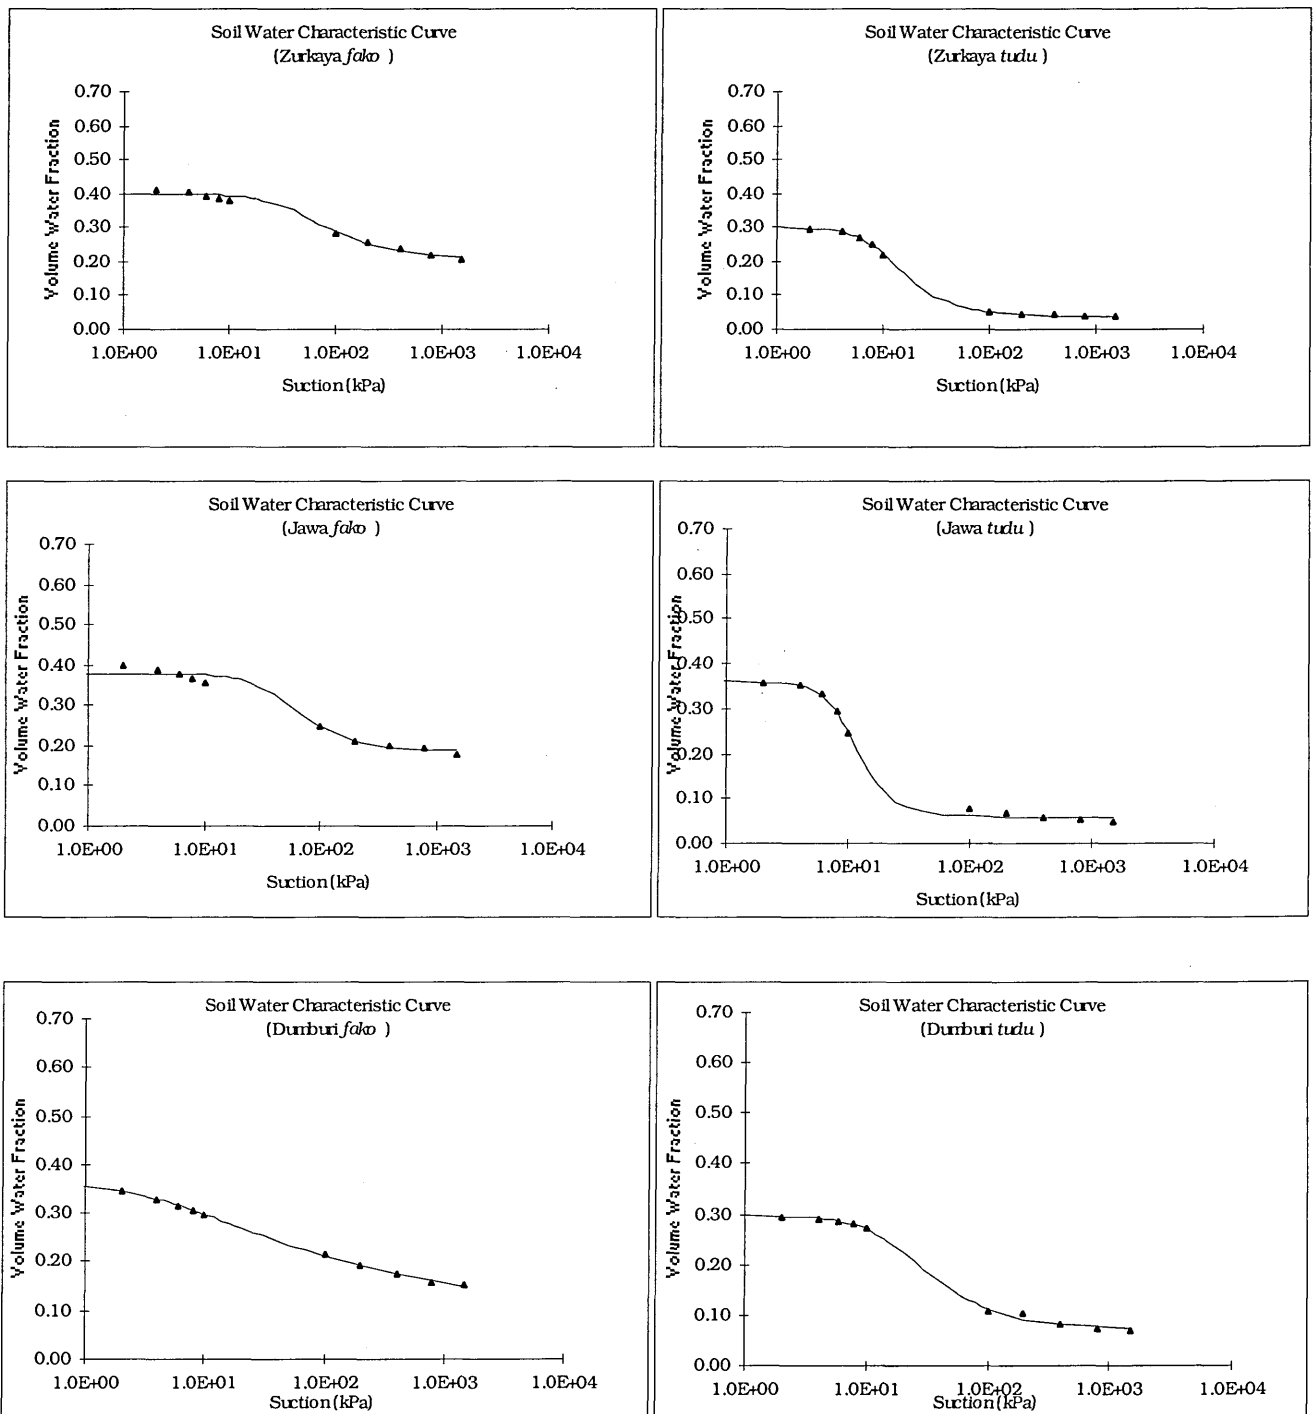 Soil Water Characteristic Curve
(Zurkaya fako )
0.70
0.60
0.50
0.40
0.30
0.20
0.10
0.00
Volume Water Fraction
1.0E+00 1.0E+01 1.0E+02 1.0E+03 1.0E+04
Suction (kPa)
Soil Water Characteristic Curve
(Zurkaya tudu )
0.70
0.60
0.50
0.40
0.30
0.20
0.10
0.00
Volume Water Fraction
1.0E+00 1.0E+01 1.0E+02 1.0E+03 1.0E+04
Suction (kPa)
Soil Water Characteristic Curve
(Jawa fako )
0.70
0.60
0.50
0.40
0.30
0.20
0.10
0.00
Volume Water Fraction
1.0E+00 1.0E+01 1.0E+02 1.0E+03 1.0E+04
Suction (kPa)
Soil Water Characteristic Curve
(Jawa tudu )
0.70
0.60
0.50
0.40
0.30
0.20
0.10
0.00
Volume Water Fraction
1.0E+00 1.0E+01 1.0E+02 1.0E+03 1.0E+04
Suction (kPa)
Soil Water Characteristic Curve
(Dumburi fako )
0.70
0.60
0.50
0.40
0.30
0.20
0.10
0.00
Volume Water Fraction
1.0E+00 1.0E+01 1.0E+02 1.0E+03 1.0E+04
Suction (kPa)
Soil Water Characteristic Curve
(Dumburi tudu )
0.70
0.60
0.50
0.40
0.30
0.20
0.10
0.00
Volume Water Fraction
1.0E+00 1.0E+01 1.0E+02 1.0E+03 1.0E+04
Suction (kPa)